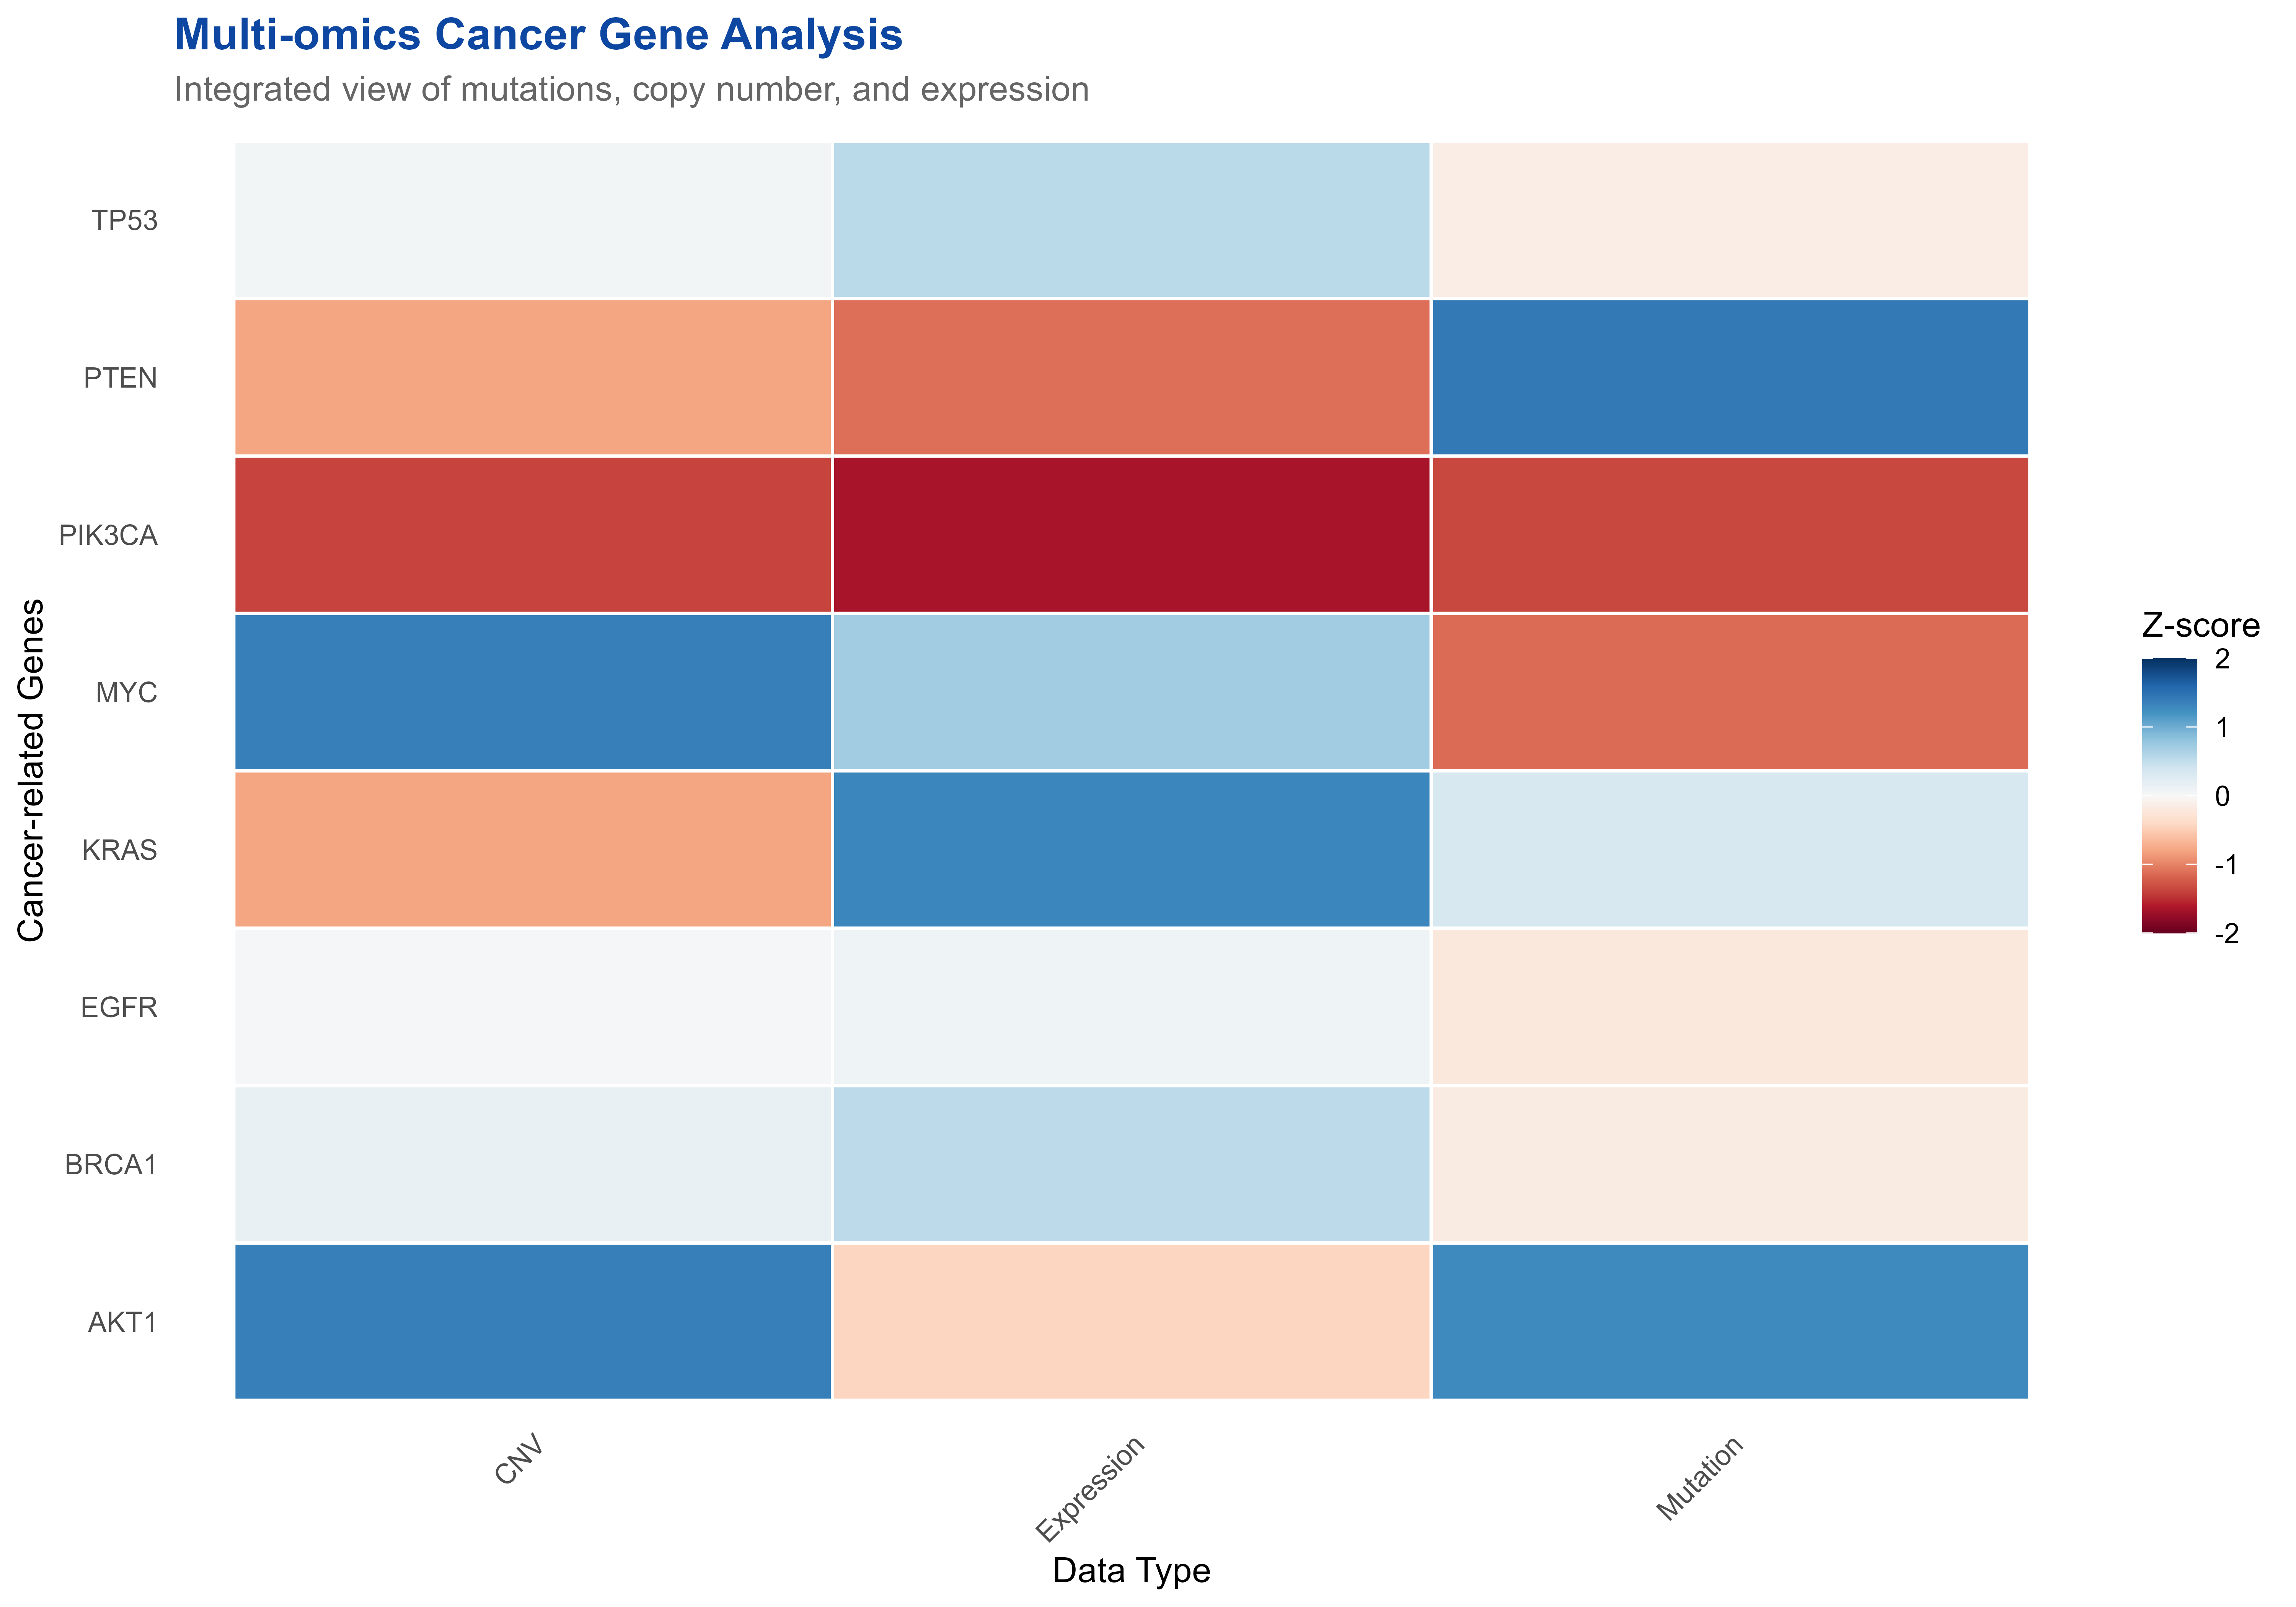 Multi-omics Cancer Gene Analysis
Integrated view of mutations, copy number, and expression
Cancer-related Genes
TP53
PTEN
PIK3CA
MYC
KRAS
EGFR
BRCA1
AKT1
CNV
Expression
Mutation
Data Type
Z-score
2
1
0
-1
-2